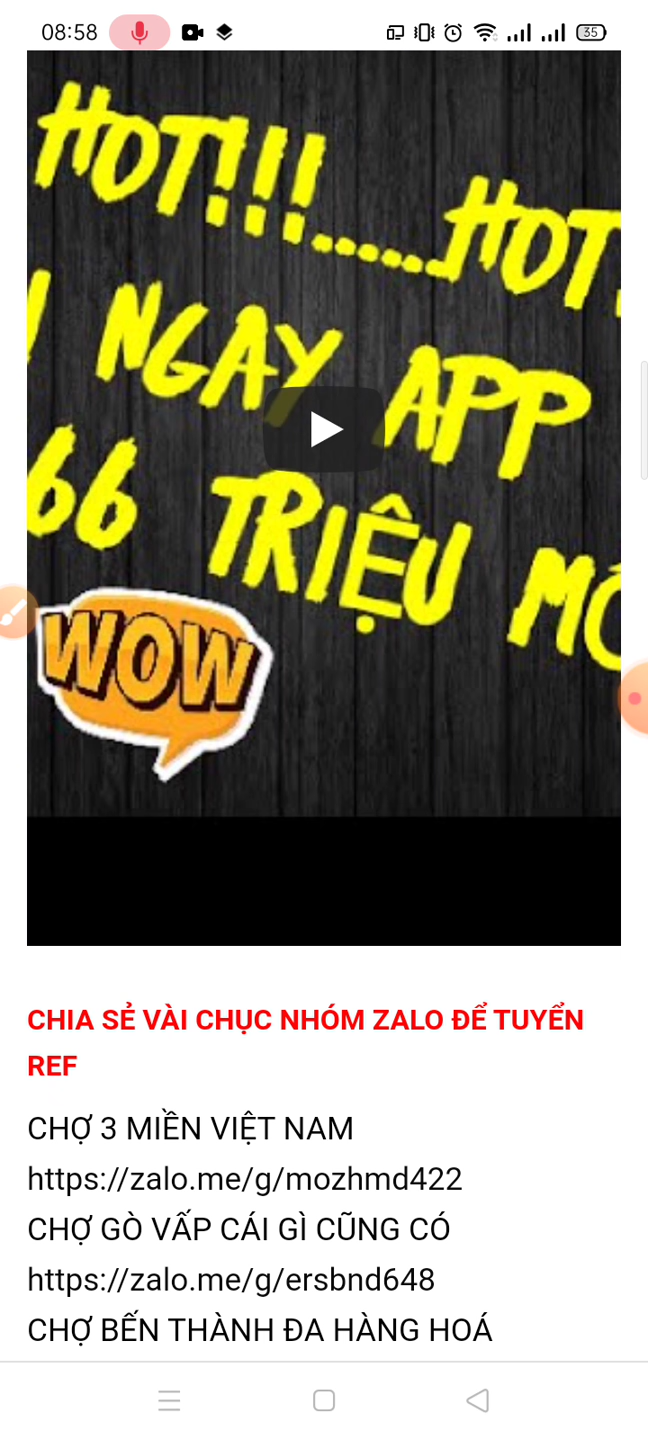 08:58
35
HOT!!!......HOT
NGAY APP
66 TRIỆU
WOW
CHIA SẺ VÀI CHỤC NHÓM ZALO ĐỂ TUYỂN
REF
CHỢ 3 MIỀN VIỆT NAM
https://zalo.me/g/mozhmd422
CHỢ GÒ VẤP CÁI GÌ CŨNG CÓ
https://zalo.me/g/ersbnd648
CHỢ BẾN THÀNH ĐA HÀNG HOÁ